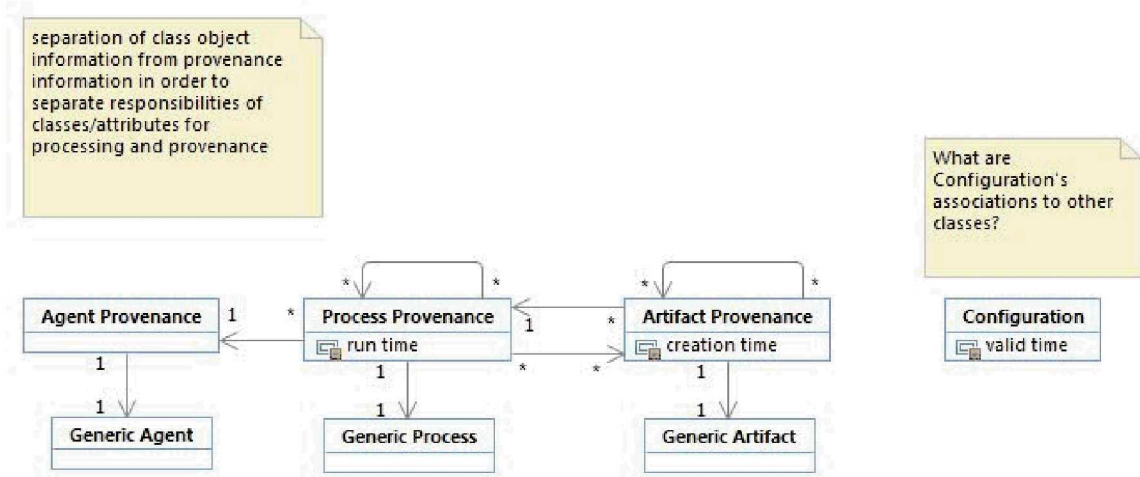 separation of class object
information from provenance
information in order to
separate responsibilities of
classes/attributes for
processing and provenance
What are
Configuration's
associations to other
classes?
* *
* *
Agent Provenance
1 *
Process Provenance
run time
1 *
* *
Artifact Provenance
creation time
Configuration
valid time
1
1
1
1
1
1
Generic Agent
Generic Process
Generic Artifact